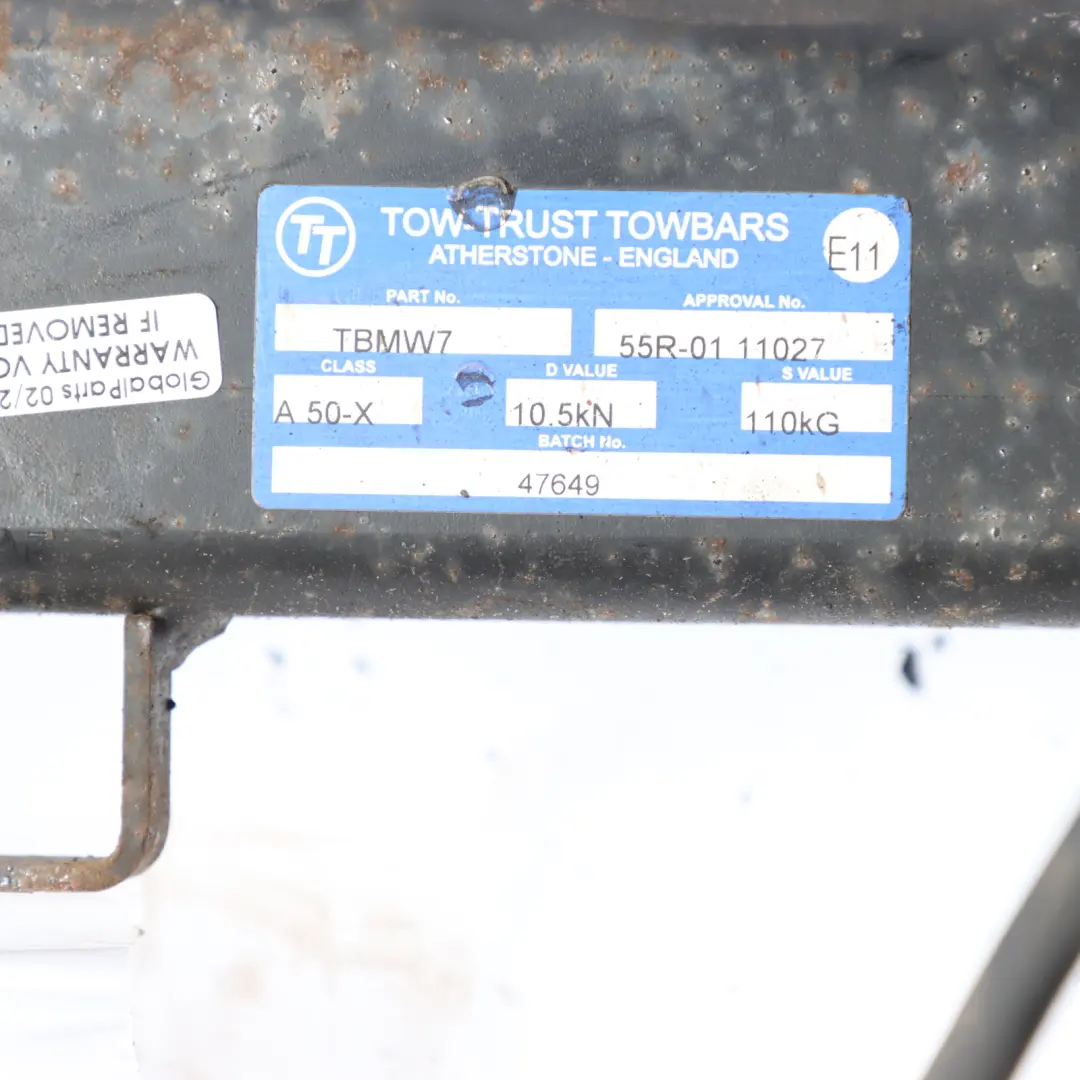 TT
TOW-TRUST TOWBARS
ATHERSTONE - ENGLAND
E11
PART No.
APPROVAL No.
TBMW7
55R-01 11027
CLASS
D VALUE
S VALUE
A 50-X
10.5kN
110kG
BATCH No.
47649
GlobalParts 02/2
WARRANTY VO
IF REMOVED